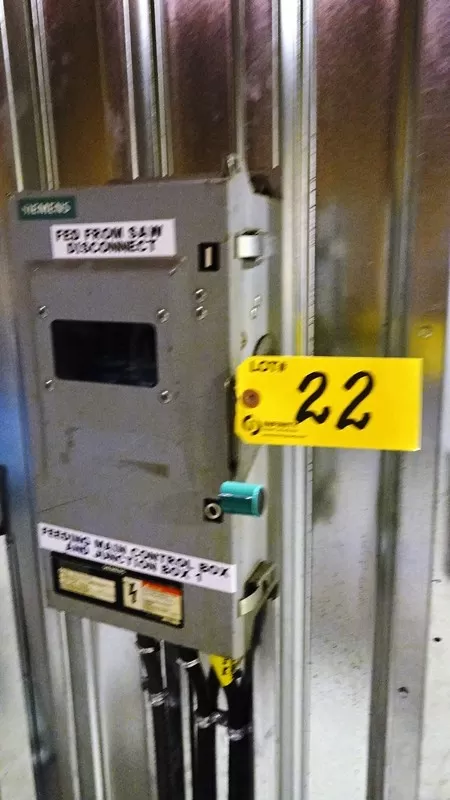 SIEMENS
FED FROM SAW
DISCONNECT
LOT#
22
FEEDING MAIN CONTROL BOX
AND JUNCTION BOX 1